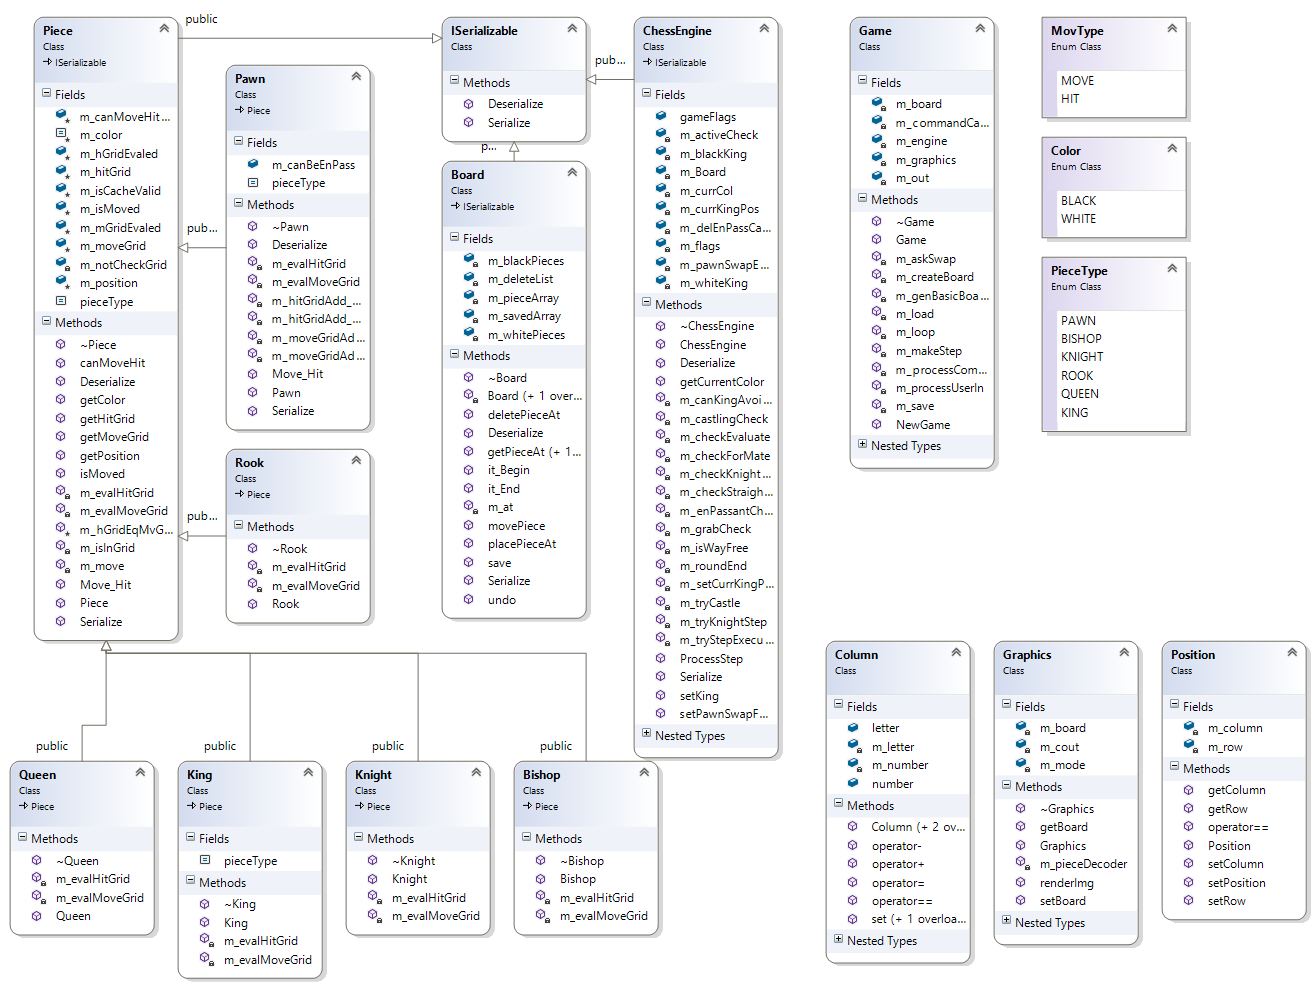 Piece
Class
ISerializable
Fields
m_canMoveHit...
m_color
m_hGridEvaled
m_hitGrid
m_isCacheValid
m_isMoved
m_mGridEvaled
m_moveGrid
m_notCheckGrid
m_position
pieceType
Methods
~Piece
canMoveHit
Deserialize
getColor
getHitGrid
getMoveGrid
getPosition
isMoved
m_evalHitGrid
m_evalMoveGrid
m_hGridEqMvG...
m_isInGrid
m_move
Move_Hit
Piece
Serialize
public
Pawn
Class
Piece
Fields
m_canBeEnPass
pieceType
Methods
~Pawn
Deserialize
m_evalHitGrid
m_evalMoveGrid
m_hitGridAdd_...
m_hitGridAdd_...
m_moveGridAd...
m_moveGridAd...
Move_Hit
Pawn
Serialize
pub...
Rook
Class
Piece
Methods
~Rook
m_evalHitGrid
m_evalMoveGrid
Rook
pub...
ISerializable
Class
Methods
Deserialize
Serialize
p...
Board
Class
ISerializable
Fields
m_blackPieces
m_deleteList
m_pieceArray
m_savedArray
m_whitePieces
Methods
~Board
Board (+ 1 over...
deletePieceAt
Deserialize
getPieceAt (+ 1...
it_Begin
it_End
m_at
movePiece
placePieceAt
save
Serialize
undo
pub...
ChessEngine
Class
ISerializable
Fields
gameFlags
m_activeCheck
m_blackKing
m_Board
m_currCol
m_currKingPos
m_delEnPassCa...
m_flags
m_pawnSwapE...
m_whiteKing
Methods
~ChessEngine
ChessEngine
Deserialize
getCurrentColor
m_canKingAvoi...
m_castlingCheck
m_checkEvaluate
m_checkForMate
m_checkKnight...
m_checkStraigh...
m_enPassantCh...
m_grabCheck
m_isWayFree
m_roundEnd
m_setCurrKingP...
m_tryCastle
m_tryKnightStep
m_tryStepExecu...
ProcessStep
Serialize
setKing
setPawnSwapF...
Nested Types
Game
Class
Fields
m_board
m_commandCa...
m_engine
m_graphics
m_out
Methods
~Game
Game
m_askSwap
m_createBoard
m_genBasicBoa...
m_load
m_loop
m_makeStep
m_processCom...
m_processUserIn
m_save
NewGame
Nested Types
MovType
Enum Class
MOVE
HIT
Color
Enum Class
BLACK
WHITE
PieceType
Enum Class
PAWN
BISHOP
KNIGHT
ROOK
QUEEN
KING
public
Queen
Class
Piece
Methods
~Queen
m_evalHitGrid
m_evalMoveGrid
Queen
public
King
Class
Piece
Fields
pieceType
Methods
~King
King
m_evalHitGrid
m_evalMoveGrid
public
Knight
Class
Piece
Methods
~Knight
Knight
m_evalHitGrid
m_evalMoveGrid
public
Bishop
Class
Piece
Methods
~Bishop
Bishop
m_evalHitGrid
m_evalMoveGrid
Column
Class
Fields
letter
m_letter
m_number
number
Methods
Column (+ 2 ov...
operator-
operator+
operator=
operator==
set (+ 1 overloa...
Nested Types
Graphics
Class
Fields
m_board
m_cout
m_mode
Methods
~Graphics
getBoard
Graphics
m_pieceDecoder
renderImg
setBoard
Nested Types
Position
Class
Fields
m_column
m_row
Methods
getColumn
getRow
operator==
Position
setColumn
setPosition
setRow